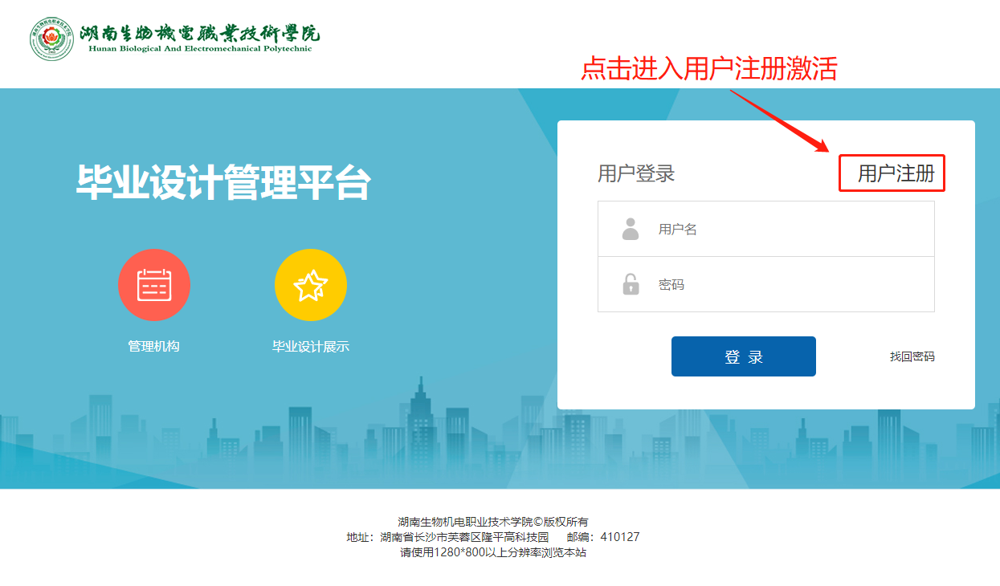 湖南生物機電職業技術學院
Hunan Biological And Electromechanical Polytechnic
点击进入用户注册激活
毕业设计管理平台
管理机构
毕业设计展示
用户登录
用户注册
用户名
密码
登 录
找回密码
湖南生物机电职业技术学院©版权所有
地址：湖南省长沙市芙蓉区隆平高科技园 邮编：410127
请使用1280*800以上分辨率浏览本站